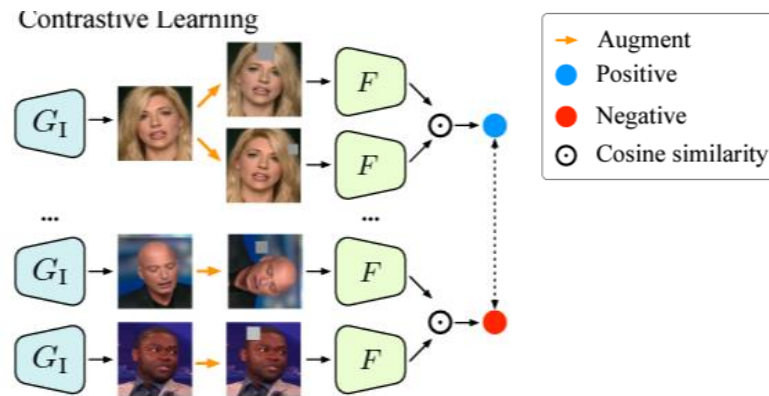 Contrastive Learning
Augment
Positive
Negative
Cosine similarity
G_I
F
F
...
...
G_I
F
G_I
F